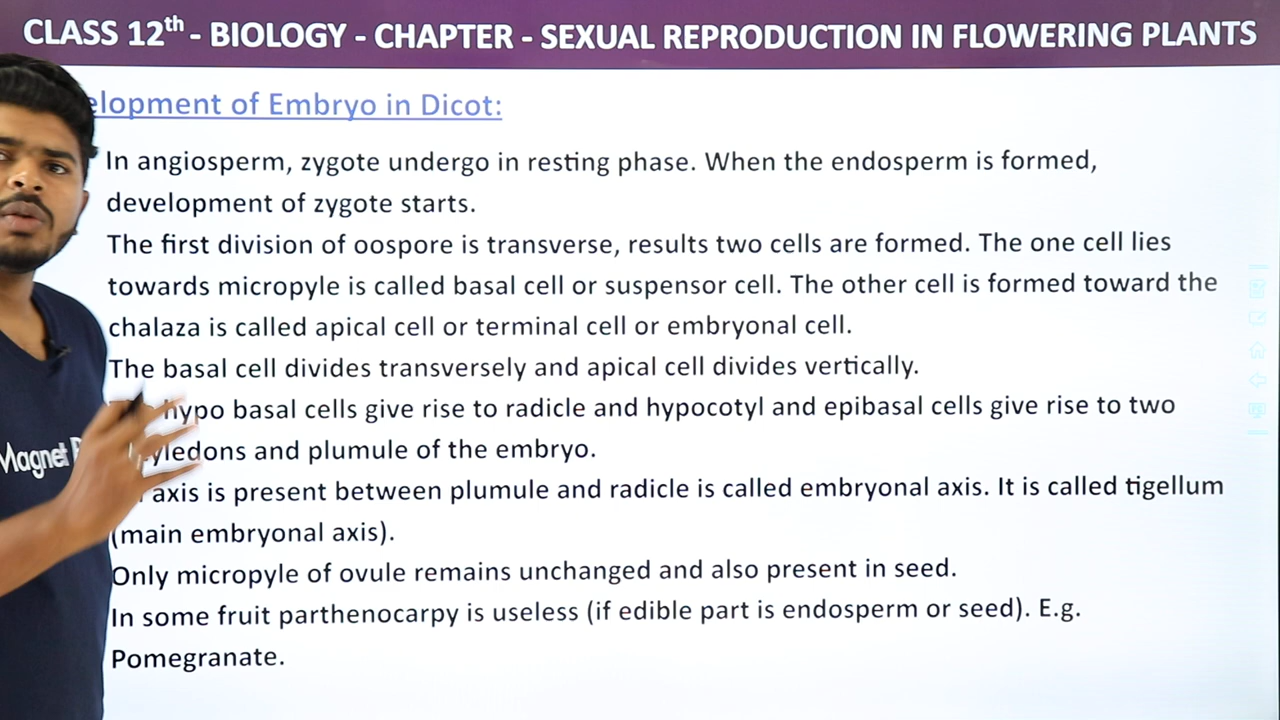 CLASS 12th - BIOLOGY - CHAPTER - SEXUAL REPRODUCTION IN FLOWERING PLANTS
elopment of Embryo in Dicot:
In angiosperm, zygote undergo in resting phase. When the endosperm is formed,
development of zygote starts.
The first division of oospore is transverse, results two cells are formed. The one cell lies
towards micropyle is called basal cell or suspensor cell. The other cell is formed toward the
chalaza is called apical cell or terminal cell or embryonal cell.
The basal cell divides transversely and apical cell divides vertically.
hypo basal cells give rise to radicle and hypocotyl and epibasal cells give rise to two
yledons and plumule of the embryo.
axis is present between plumule and radicle is called embryonal axis. It is called tigellum
(main embryonal axis).
Only micropyle of ovule remains unchanged and also present in seed.
In some fruit parthenocarpy is useless (if edible part is endosperm or seed). E.g.
Pomegranate.
Magnet